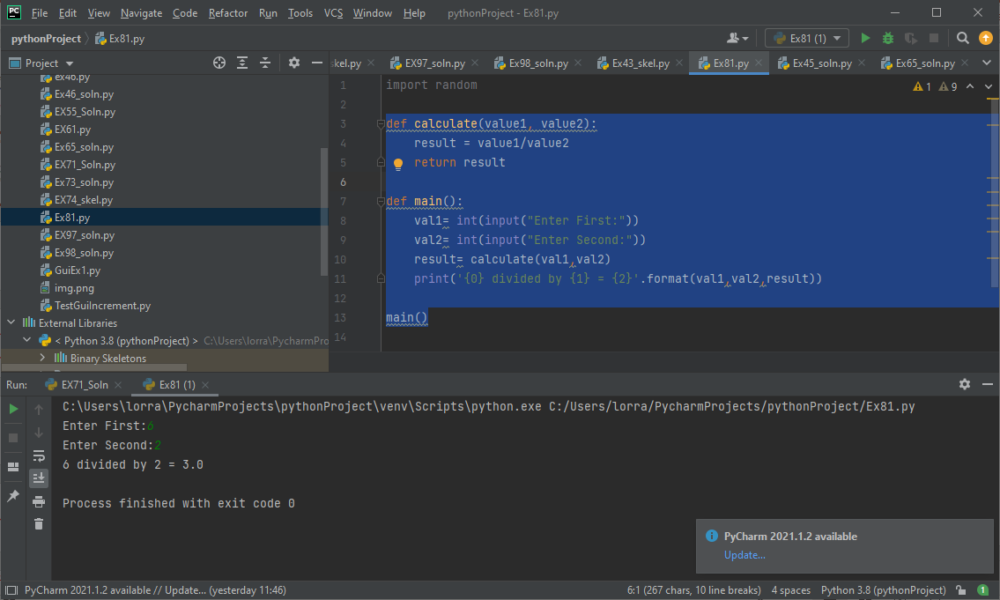 PC File Edit View Navigate Code Refactor Run Tools VCS Window Help pythonProject - Ex81.py
pythonProject Ex81.py Ex81 (1)
Project
skel.py EX97_soln.py Ex98_soln.py Ex43_skel.py Ex81.py Ex45_soln.py Ex65_soln.py
ex46.py
Ex46_soln.py
EX55_Soln.py
EX61.py
Ex65_soln.py
EX71_Soln.py
Ex73_soln.py
EX74_skel.py
Ex81.py
EX97_soln.py
Ex98_soln.py
GuiEx1.py
img.png
TestGuiIncrement.py
External Libraries
< Python 3.8 (pythonProject) > C:\Users\lorra\PycharmPro
Binary Skeletons
1 import random
1 9
2
3 def calculate(value1, value2):
4 result = value1/value2
5 return result
6
7 def main():
8 val1= int(input("Enter First:"))
9 val2= int(input("Enter Second:"))
10 result= calculate(val1,val2)
11 print('{0} divided by {1} = {2}'.format(val1,val2,result))
12
13 main()
14
Run: EX71_Soln Ex81 (1)
C:\Users\lorra\PycharmProjects\pythonProject\venv\Scripts\python.exe C:/Users/lorra/PycharmProjects/pythonProject/Ex81.py
Enter First:6
Enter Second:2
6 divided by 2 = 3.0
Process finished with exit code 0
PyCharm 2021.1.2 available
Update...
PyCharm 2021.1.2 available // Update... (yesterday 11:46) 6:1 (267 chars, 10 line breaks) 4 spaces Python 3.8 (pythonProject) 1